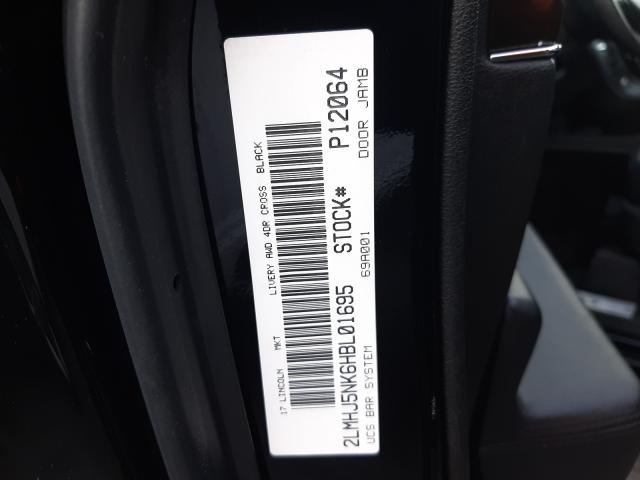 17 LINCOLN MKT LIVERY AWD 4DR CROSS BLACK
2LMHJ5NK6HBL01695 STOCK# P12064
UCS BAR SYSTEM 69A001 DOOR JAMB